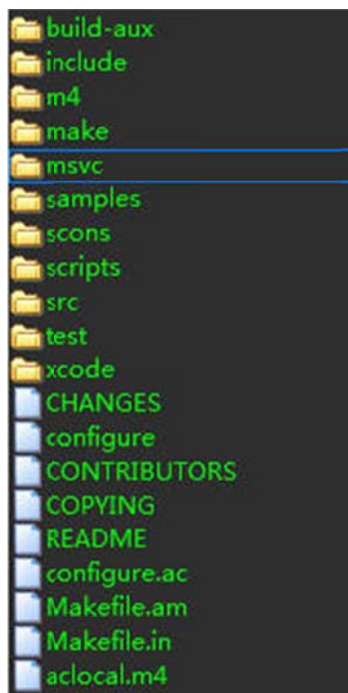 build-aux
include
m4
make
msvc
samples
scons
scripts
src
test
xcode
CHANGES
configure
CONTRIBUTORS
COPYING
README
configure.ac
Makefile.am
Makefile.in
aclocal.m4